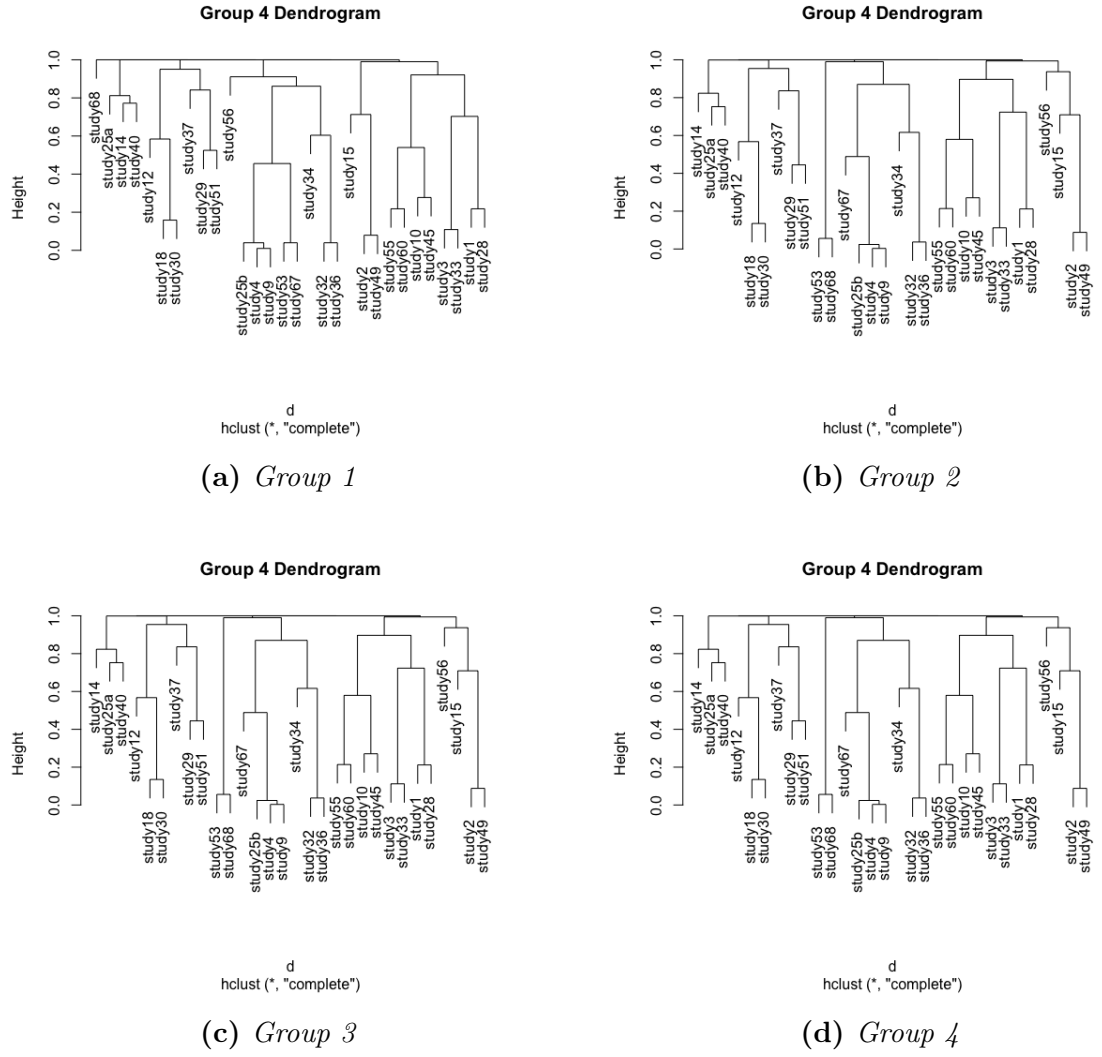 Group 4 Dendrogram
Height
0.0 0.2 0.4 0.6 0.8 1.0
study68
study25a
study14
study40
study12
study18
study30
study37
study29
study51
study56
study25b
study4
study9
study53
study67
study34
study32
study36
study15
study2
study49
study55
study60
study10
study45
study3
study33
study1
study28
d
hclust (*, "complete")
(a) Group 1
Group 4 Dendrogram
Height
0.0 0.2 0.4 0.6 0.8 1.0
study14
study25a
study40
study12
study18
study30
study37
study29
study51
study53
study68
study67
study25b
study4
study9
study34
study32
study36
study55
study60
study10
study45
study3
study33
study1
study28
study56
study15
study2
study49
d
hclust (*, "complete")
(b) Group 2
Group 4 Dendrogram
Height
0.0 0.2 0.4 0.6 0.8 1.0
study14
study25a
study40
study12
study18
study30
study37
study29
study51
study53
study68
study67
study25b
study4
study9
study34
study32
study36
study55
study60
study10
study45
study3
study33
study1
study28
study56
study15
study2
study49
d
hclust (*, "complete")
(c) Group 3
Group 4 Dendrogram
Height
0.0 0.2 0.4 0.6 0.8 1.0
study14
study25a
study40
study12
study18
study30
study37
study29
study51
study53
study68
study67
study25b
study4
study9
study34
study32
study36
study55
study60
study10
study45
study3
study33
study1
study28
study56
study15
study2
study49
d
hclust (*, "complete")
(d) Group 4